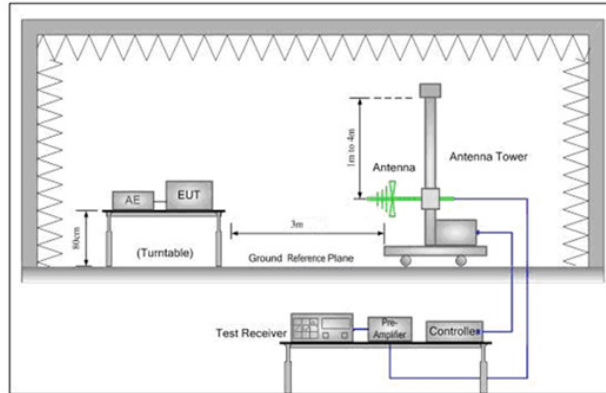 1m to 4m
Antenna
Antenna Tower
AE
EUT
80cm
(Turntable)
3m
Ground Reference Plane
Test Receiver
Pre-
Amplifier
Controller